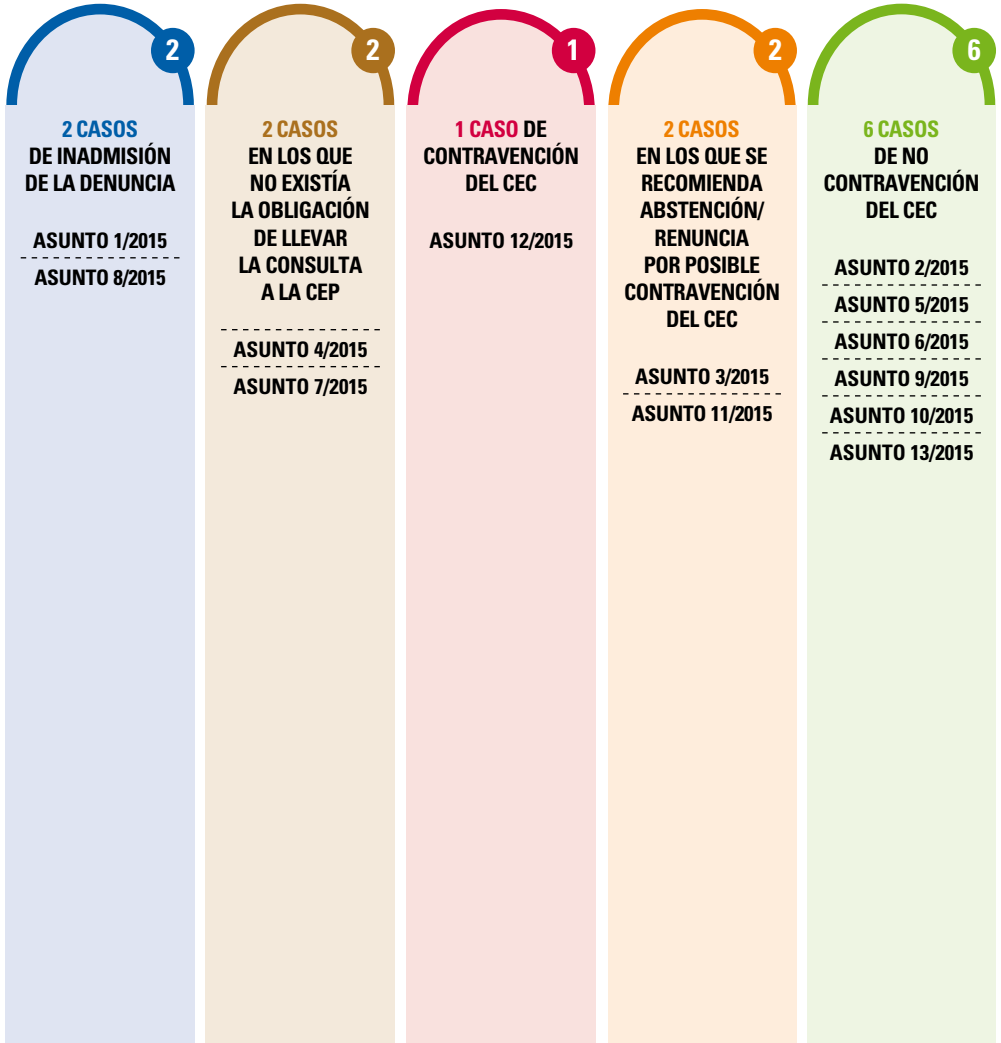 2
2 CASOS
DE INADMISIÓN
DE LA DENUNCIA
ASUNTO 1/2015
ASUNTO 8/2015
2
2 CASOS
EN LOS QUE
NO EXISTÍA
LA OBLIGACIÓN
DE LLEVAR
LA CONSULTA
A LA CEP
ASUNTO 4/2015
ASUNTO 7/2015
1
1 CASO DE
CONTRAVENCIÓN
DEL CEC
ASUNTO 12/2015
2
2 CASOS
EN LOS QUE SE
RECOMIENDA
ABSTENCIÓN/
RENUNCIA
POR POSIBLE
CONTRAVENCIÓN
DEL CEC
ASUNTO 3/2015
ASUNTO 11/2015
6
6 CASOS
DE NO
CONTRAVENCIÓN
DEL CEC
ASUNTO 2/2015
ASUNTO 5/2015
ASUNTO 6/2015
ASUNTO 9/2015
ASUNTO 10/2015
ASUNTO 13/2015